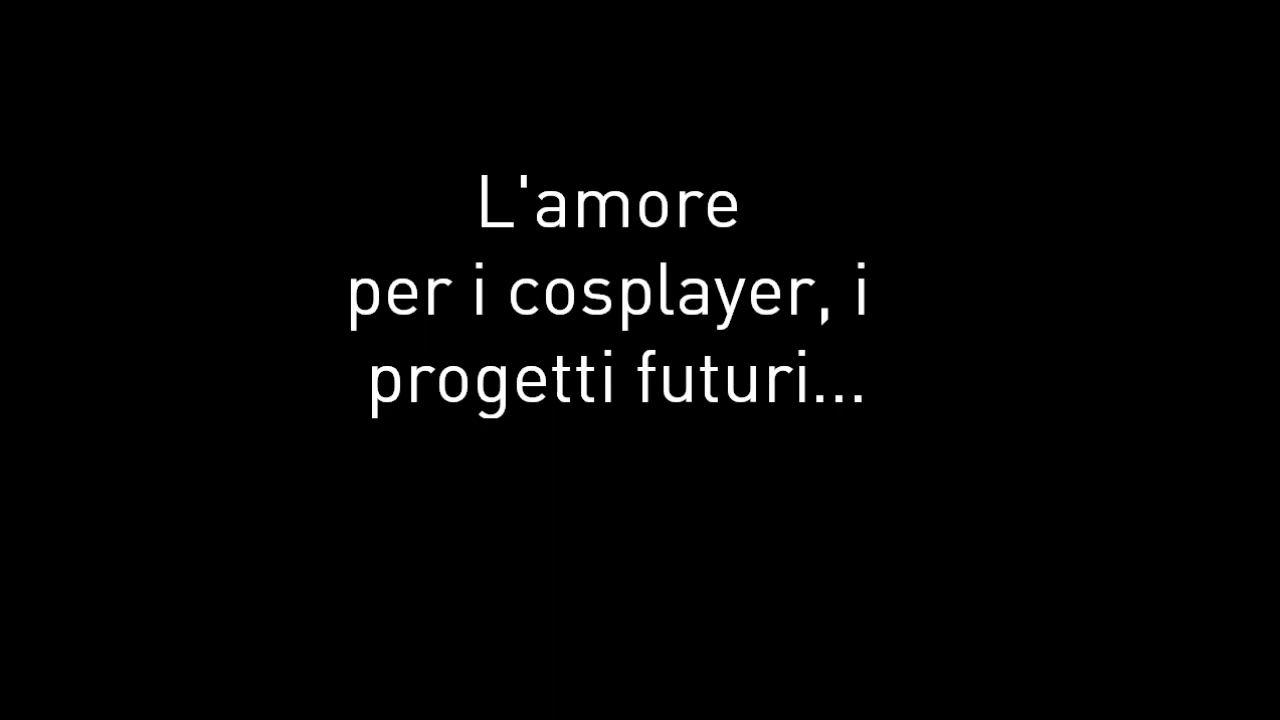 L'amore
per i cosplayer, i
progetti futuri...